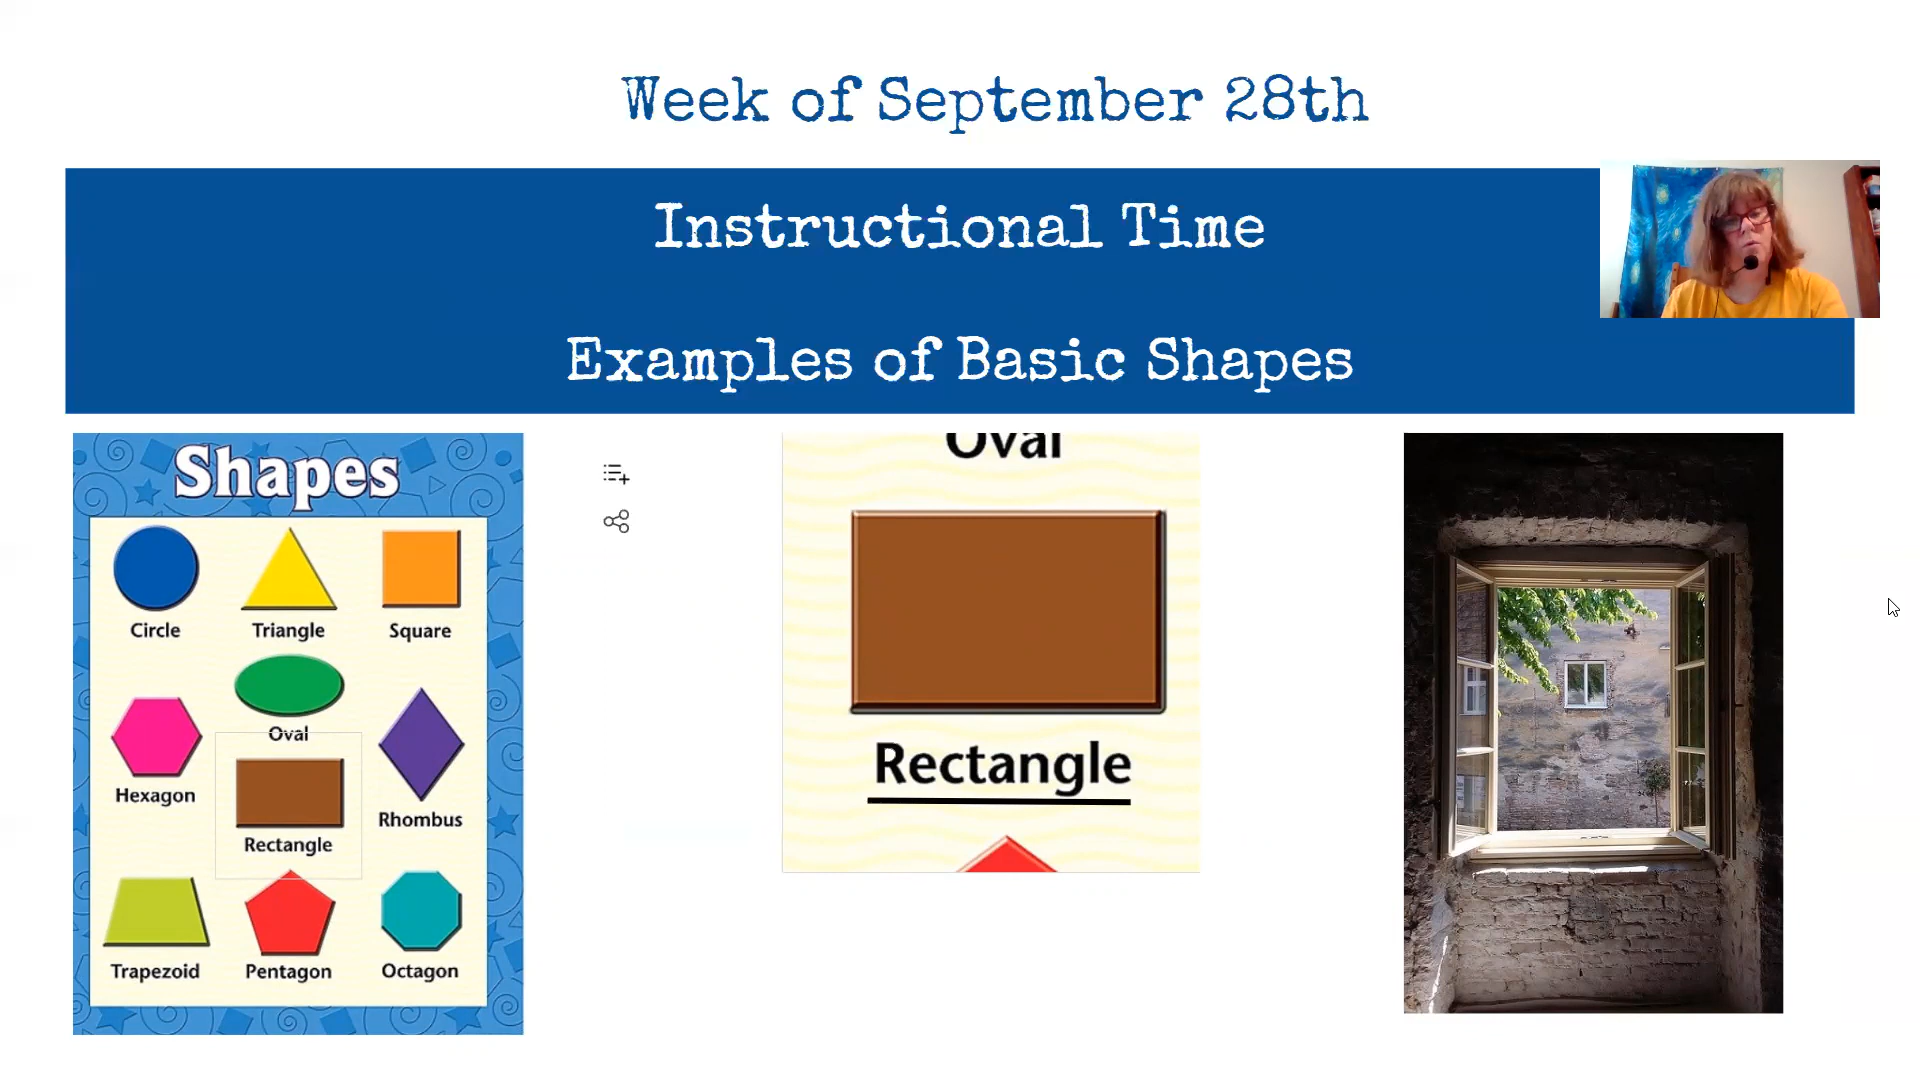 Week of September 28th
Instructional Time
Examples of Basic Shapes
Shapes
Circle
Triangle
Square
Oval
Hexagon
Rectangle
Rhombus
Trapezoid
Pentagon
Octagon
Oval
Rectangle